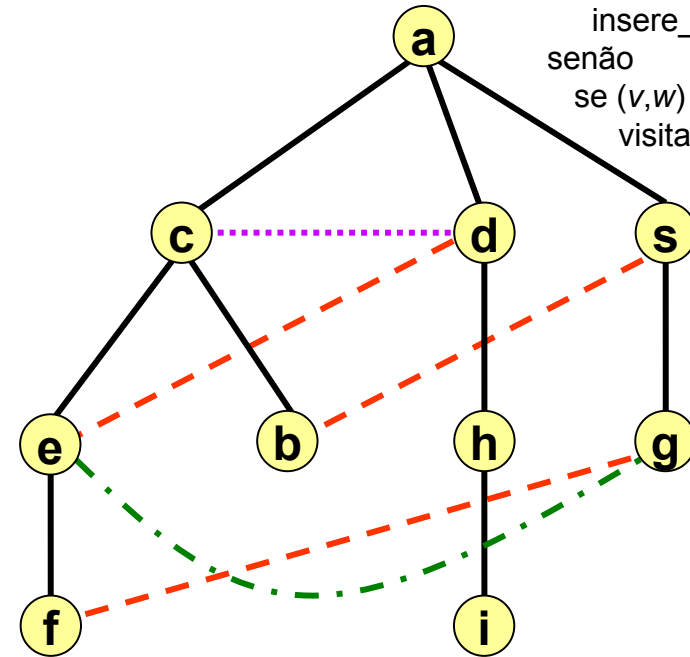 insere_
senão
se (v,w)
visita
a
c d s
e b h g
f i